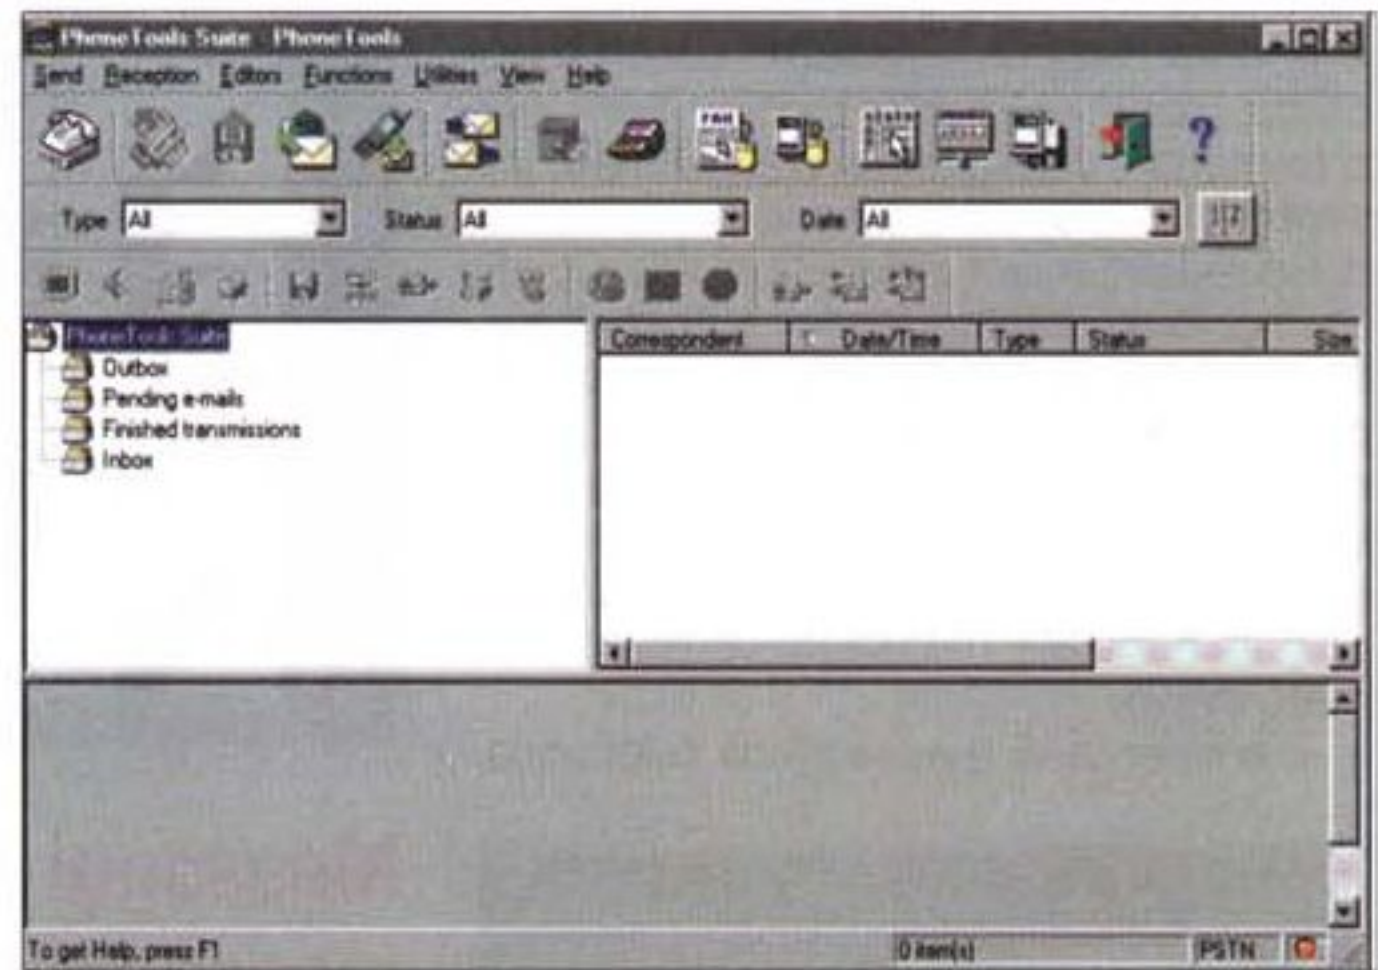 PhoneTools Suite - PhoneTools
Send Reception Editors Functions Utilities View Help
FAX
Type All Status All Date All
PhoneTools Suite
Outbox
Pending e-mails
Finished transmissions
Inbox
Correspondent Date/Time Type Status Size
To get Help, press F1 0 item(s) PSTN